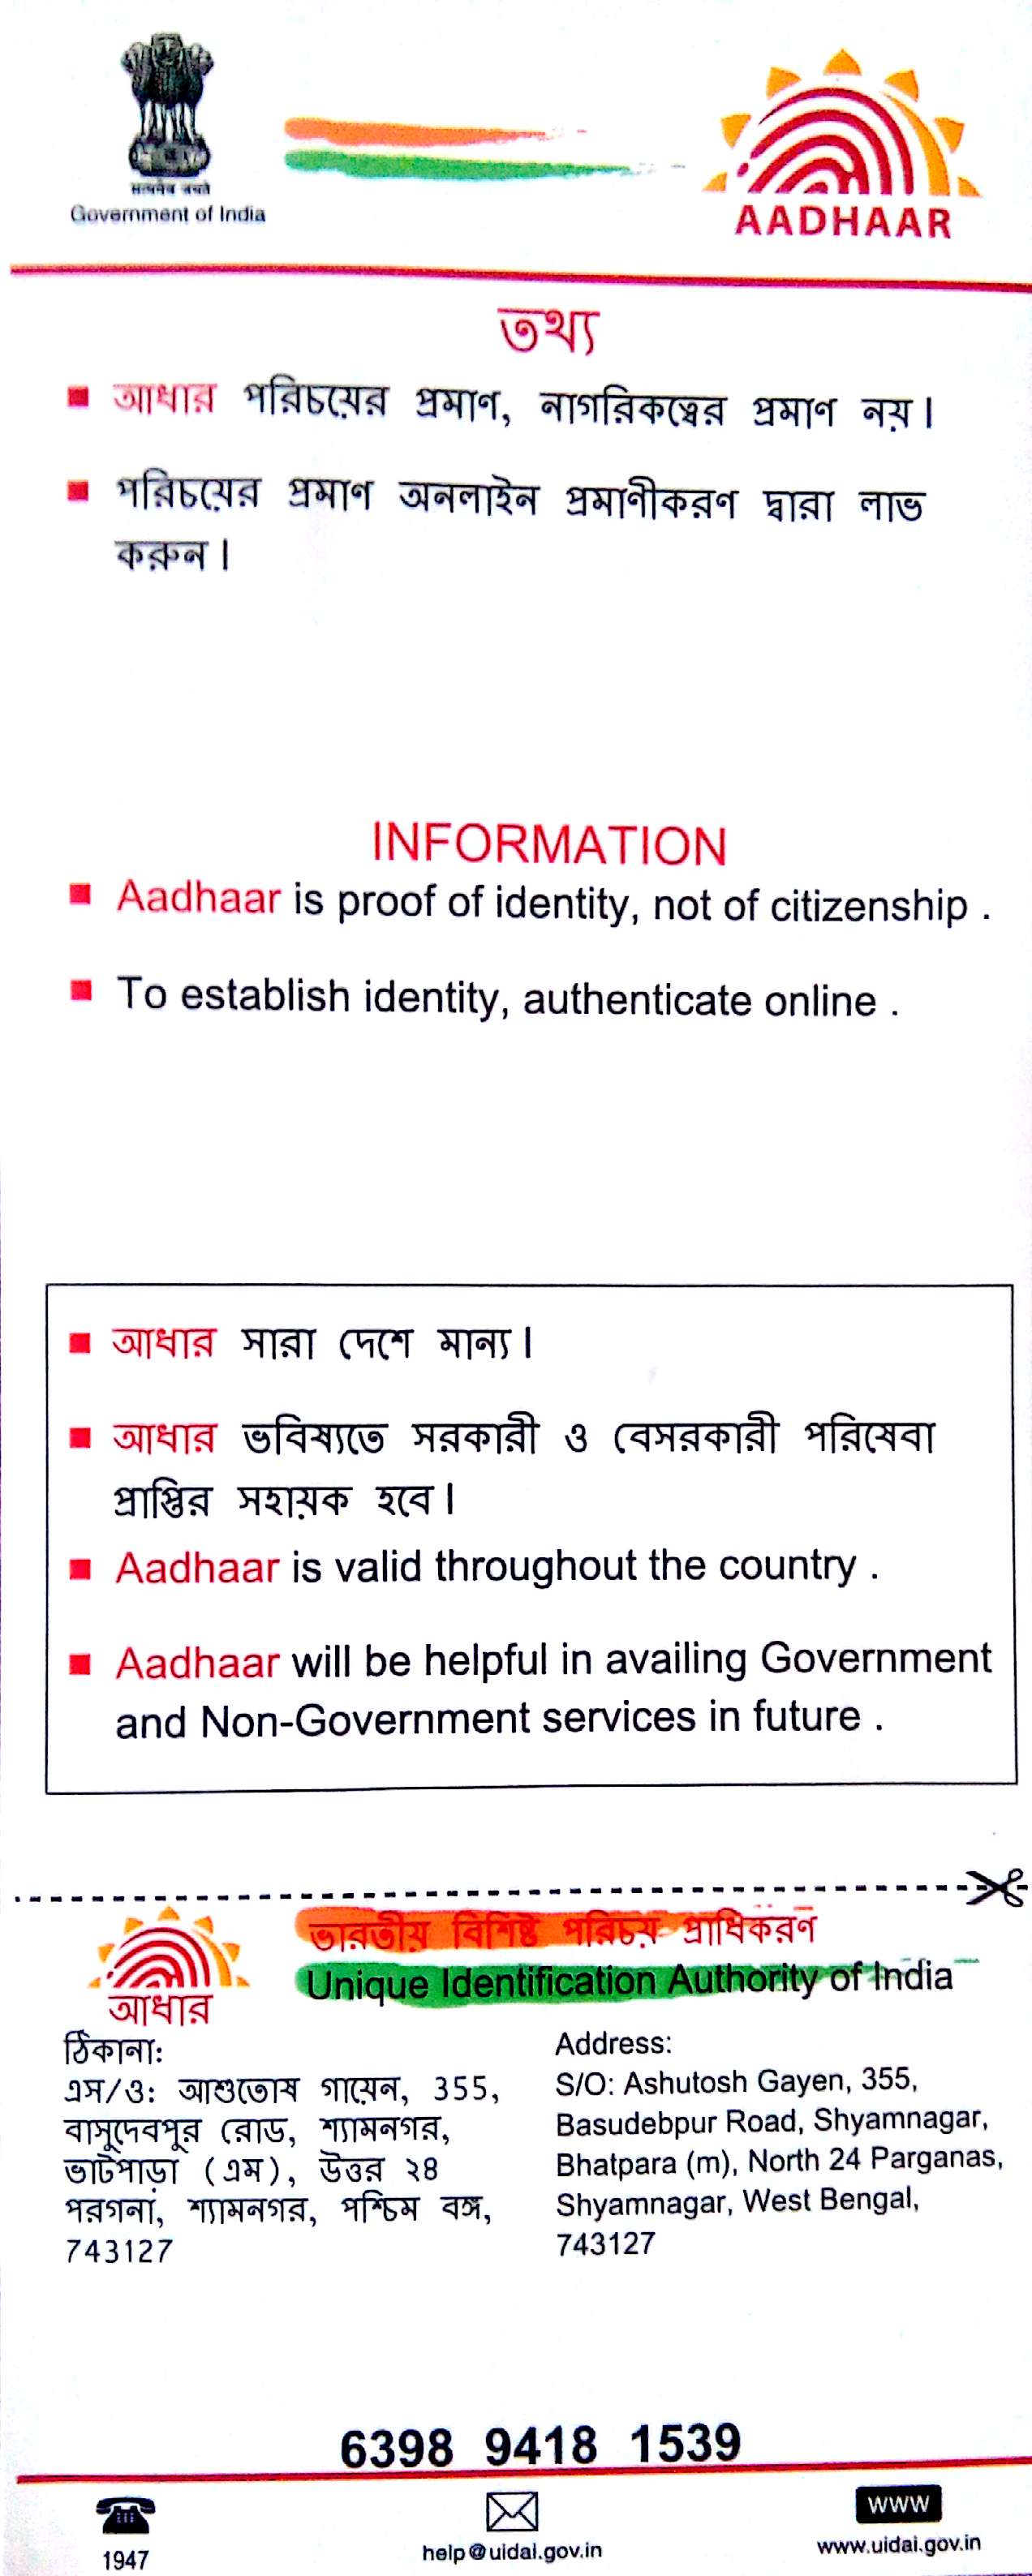 सत्यमेव जयते
Government of India
AADHAAR
তথ্য
আধার পরিচয়ের প্রমাণ, নাগরিকত্বের প্রমাণ নয়।
পরিচয়ের প্রমাণ অনলাইন প্রমাণীকরণ দ্বারা লাভ
করুন।
INFORMATION
Aadhaar is proof of identity, not of citizenship .
To establish identity, authenticate online .
আধার সারা দেশে মান্য।
আধার ভবিষ্যতে সরকারী ও বেসরকারী পরিষেবা
প্রাপ্তির সহায়ক হবে।
Aadhaar is valid throughout the country .
Aadhaar will be helpful in availing Government
and Non-Government services in future .
ভারতীয় বিশিষ্ট পরিচয় প্রাধিকরণ
Unique Identification Authority of India
আধার
ঠিকানা:
এস/ও: আশুতোষ গায়েন, 355,
বাসুদেবপুর রোড, শ্যামনগর,
ভাটপাড়া (এম), উত্তর ২৪
পরগনা, শ্যামনগর, পশ্চিম বঙ্গ,
743127
Address:
S/O: Ashutosh Gayen, 355,
Basudebpur Road, Shyamnagar,
Bhatpara (m), North 24 Parganas,
Shyamnagar, West Bengal,
743127
6398 9418 1539
1947
help@uidai.gov.in
www
www.uidai.gov.in